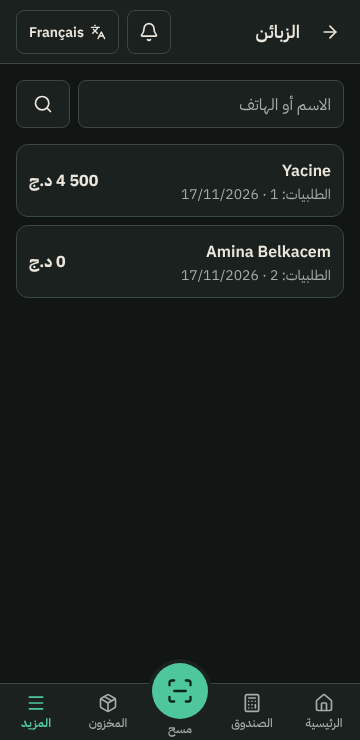 الزبائن
Français
الاسم أو الهاتف
Yacine
4 500 د.ج
الطلبيات: 1 · 17/11/2026
Amina Belkacem
0 د.ج
الطلبيات: 2 · 17/11/2026
الرئيسية
الصندوق
مسح
المخزون
المزيد